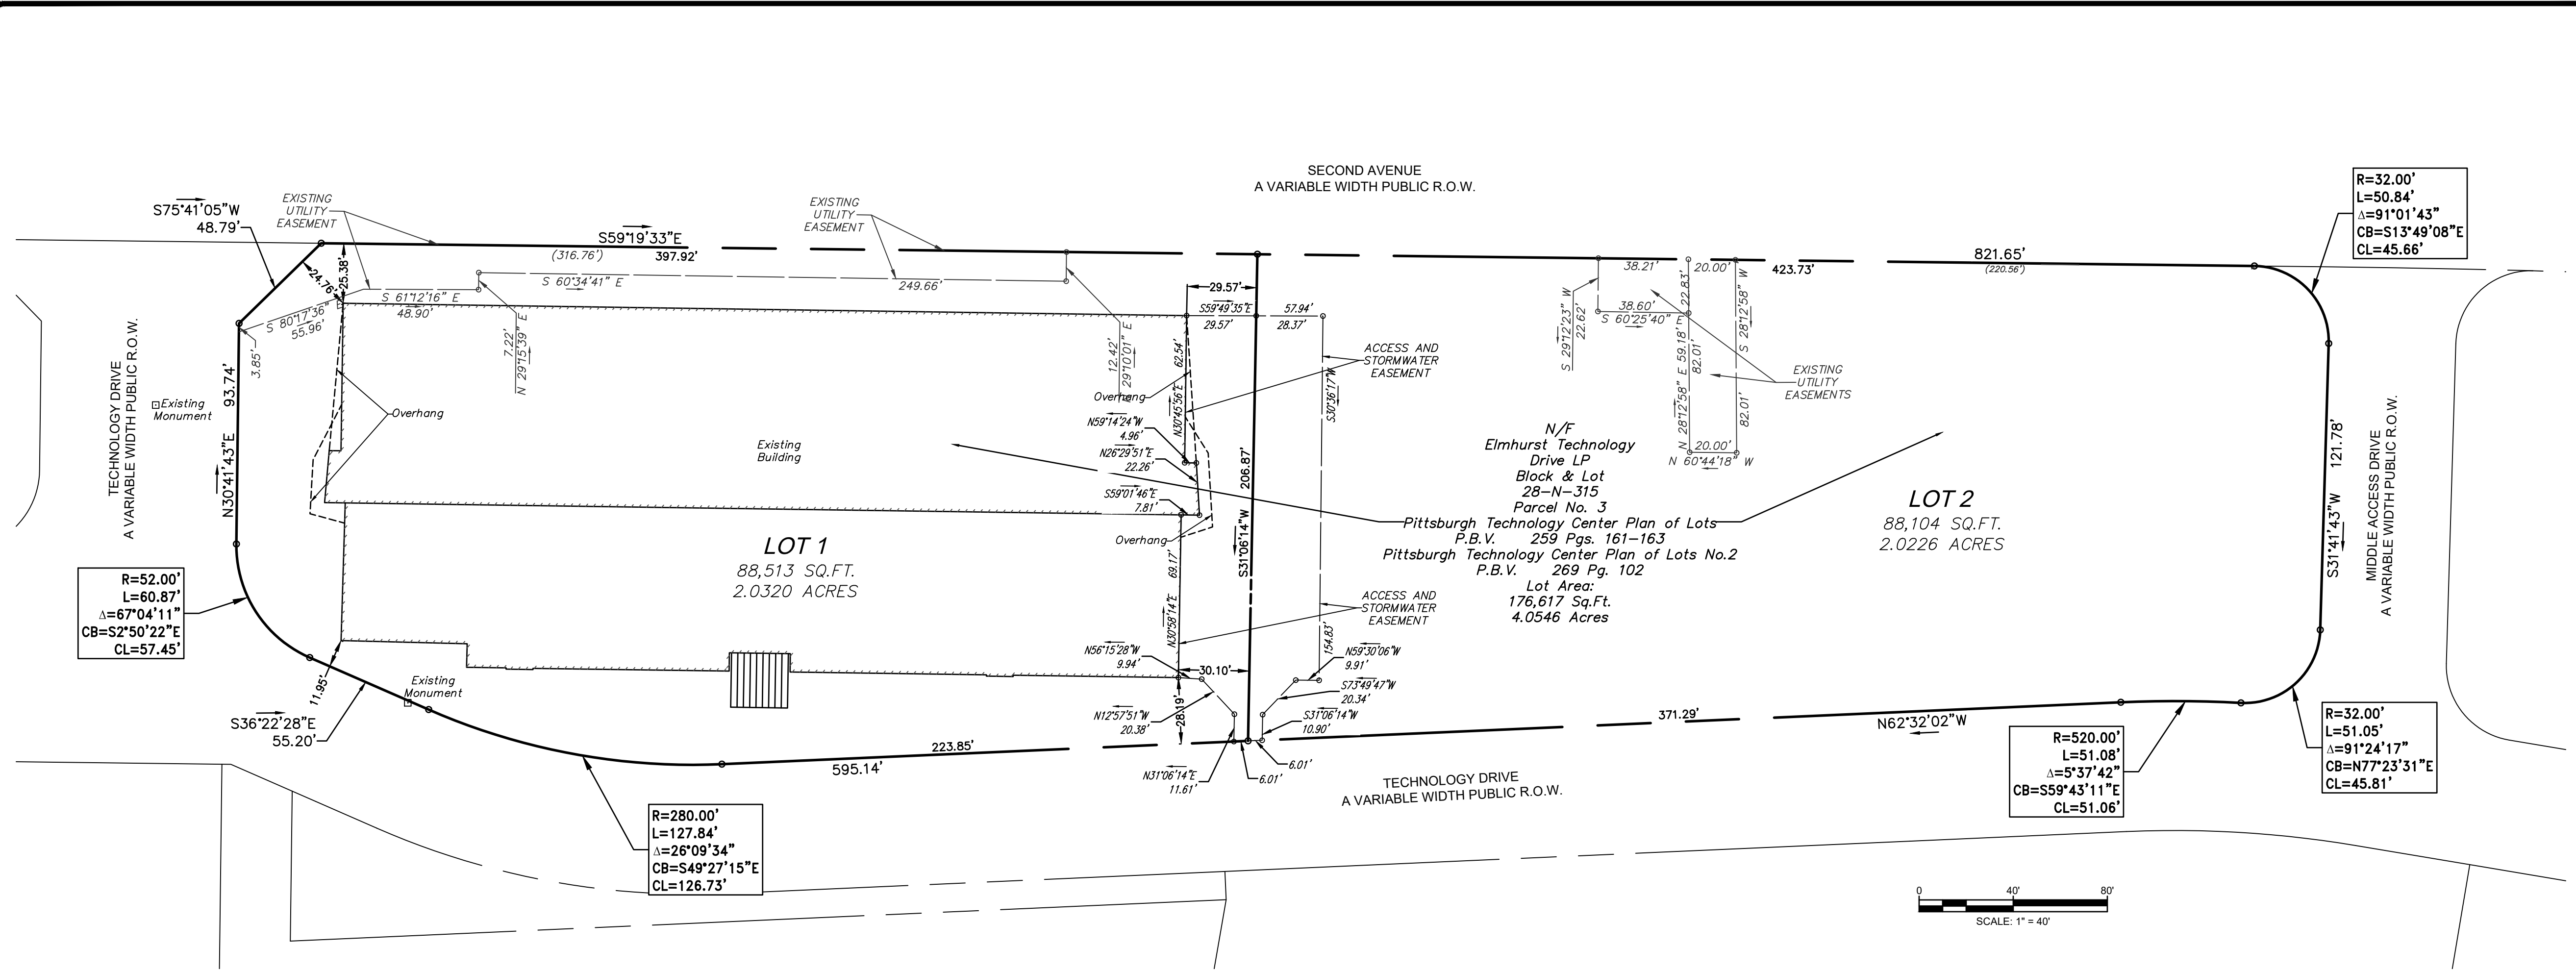 SECOND AVENUE
A VARIABLE WIDTH PUBLIC R.O.W.
R=32.00'
L=50.84'
Δ=91°01'43"
CB=S13°49'08"E
CL=45.66'
S75°41'05"W
48.79'
EXISTING
UTILITY
EASEMENT
EXISTING
UTILITY
EASEMENT
S59°19'33"E
(316.76')
397.92'
821.65'
(220.56')
423.73'
24.76'
25.38'
S 80°17'36" E
55.96'
3.85'
S 61°12'16" E
48.90'
7.22'
N 29°15'39" E
S 60°34'41" E
249.66'
12.42'
N 29°10'01" E
29.57'
S59°49'35"E
57.94'
29.57'
28.37'
38.21'
20.00'
S 29°12'23" W
22.62'
38.60'
S 60°25'40" E
22.83'
N 28°12'58" E 59.18'
82.01'
S 28°12'58" W
82.01'
20.00'
N 60°44'18" W
EXISTING
UTILITY
EASEMENTS
ACCESS AND
STORMWATER
EASEMENT
TECHNOLOGY DRIVE
A VARIABLE WIDTH PUBLIC R.O.W.
Existing
Monument
N30°41'43"E 93.74'
Overhang
Existing
Building
Overhang
N30°45'56"E 62.54'
N59°14'24"W
4.96'
N26°29'51"E
22.26'
S59°01'46"E
7.81'
Overhang
S31°06'14"W 206.87'
S30°36'17"W
154.83'
N/F
Elmhurst Technology
Drive LP
Block & Lot
28-N-315
Parcel No. 3
Pittsburgh Technology Center Plan of Lots
P.B.V. 259 Pgs. 161-163
Pittsburgh Technology Center Plan of Lots No.2
P.B.V. 269 Pg. 102
Lot Area:
176,617 Sq.Ft.
4.0546 Acres
LOT 2
88,104 SQ.FT.
2.0226 ACRES
S31°41'43"W 121.78'
MIDDLE ACCESS DRIVE
A VARIABLE WIDTH PUBLIC R.O.W.
LOT 1
88,513 SQ.FT.
2.0320 ACRES
R=52.00'
L=60.87'
Δ=67°04'11"
CB=S2°50'22"E
CL=57.45'
N30°58'14"E 69.17'
ACCESS AND
STORMWATER
EASEMENT
N56°15'28"W
9.94'
30.10'
N59°30'06"W
9.91'
S73°49'47"W
20.34'
S31°06'14"W
10.90'
11.95'
Existing
Monument
S36°22'28"E
55.20'
N12°57'51"W
20.38'
28.19'
N31°06'14"E
11.61'
6.01'
6.01'
223.85'
595.14'
371.29'
N62°32'02"W
TECHNOLOGY DRIVE
A VARIABLE WIDTH PUBLIC R.O.W.
R=520.00'
L=51.08'
Δ=5°37'42"
CB=S59°43'11"E
CL=51.06'
R=32.00'
L=51.05'
Δ=91°24'17"
CB=N77°23'31"E
CL=45.81'
R=280.00'
L=127.84'
Δ=26°09'34"
CB=S49°27'15"E
CL=126.73'
0 40' 80'
SCALE: 1" = 40'